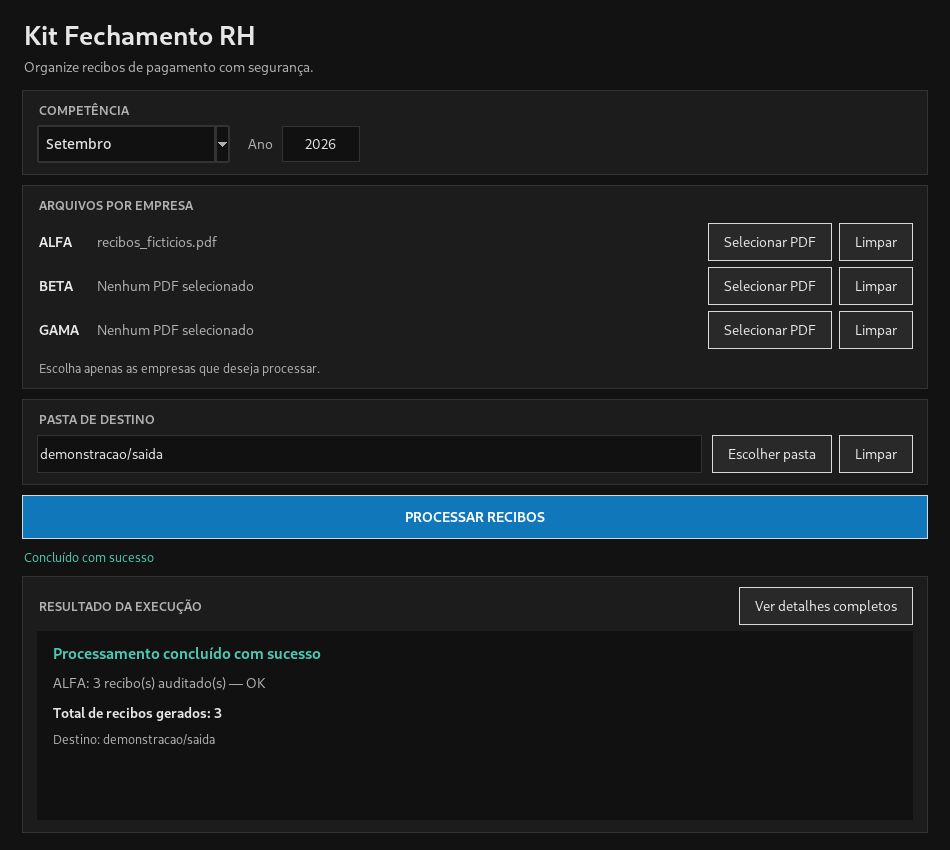 Kit Fechamento RH
Organize recibos de pagamento com segurança.
COMPETÊNCIA
Setembro Ano 2026
ARQUIVOS POR EMPRESA
ALFA recibos_ficticios.pdf Selecionar PDF Limpar
BETA Nenhum PDF selecionado Selecionar PDF Limpar
GAMA Nenhum PDF selecionado Selecionar PDF Limpar
Escolha apenas as empresas que deseja processar.
PASTA DE DESTINO
demonstracao/saida Escolher pasta Limpar
PROCESSAR RECIBOS
Concluído com sucesso
RESULTADO DA EXECUÇÃO Ver detalhes completos
Processamento concluído com sucesso
ALFA: 3 recibo(s) auditado(s) — OK
Total de recibos gerados: 3
Destino: demonstracao/saida